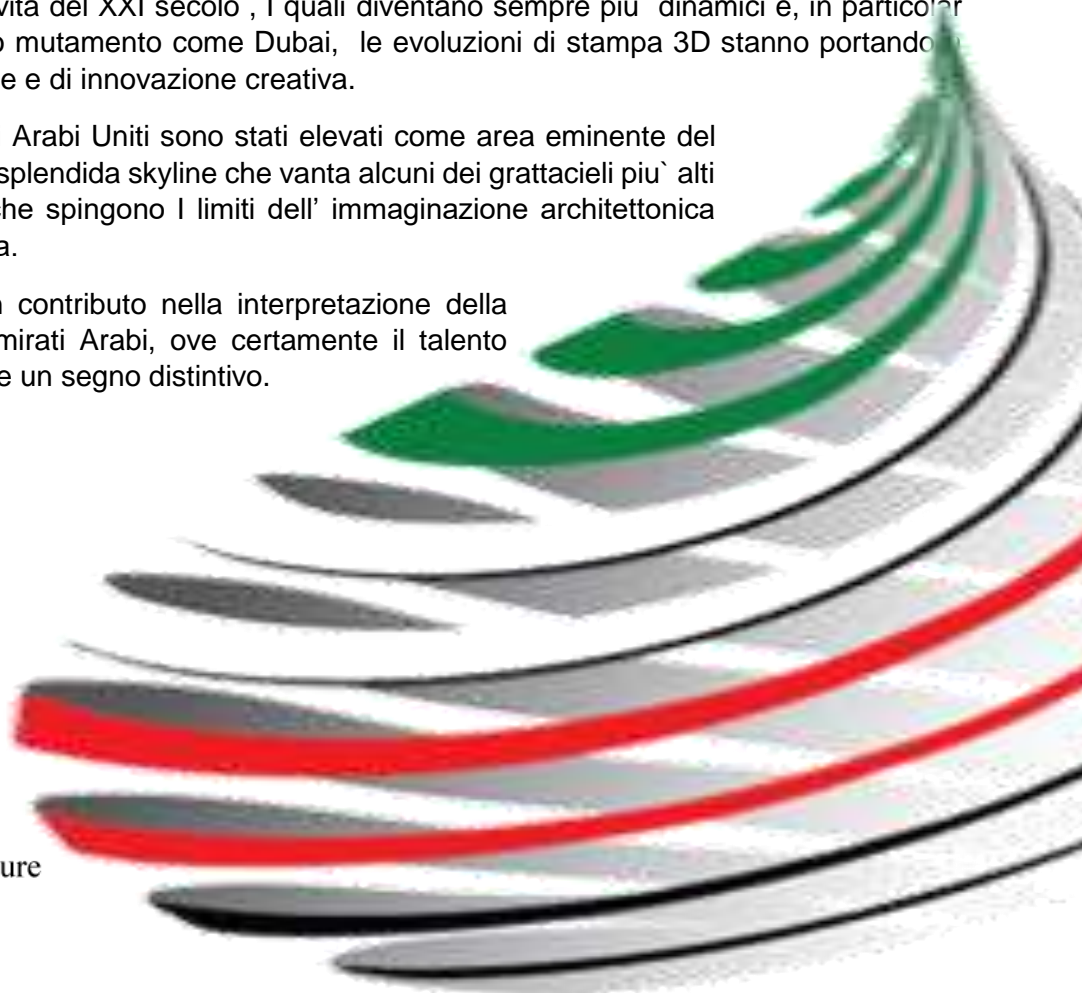 vita del XXI secolo , I quali diventano sempre piu` dinamici e, in particolar
mutamento come Dubai, le evoluzioni di stampa 3D stanno portando
e e di innovazione creativa.
Arabi Uniti sono stati elevati come area eminente del
splendida skyline che vanta alcuni dei grattacieli piu` alti
che spingono I limiti dell' immaginazione architettonica
a.
contributo nella interpretazione della
mirati Arabi, ove certamente il talento
e un segno distintivo.
ure